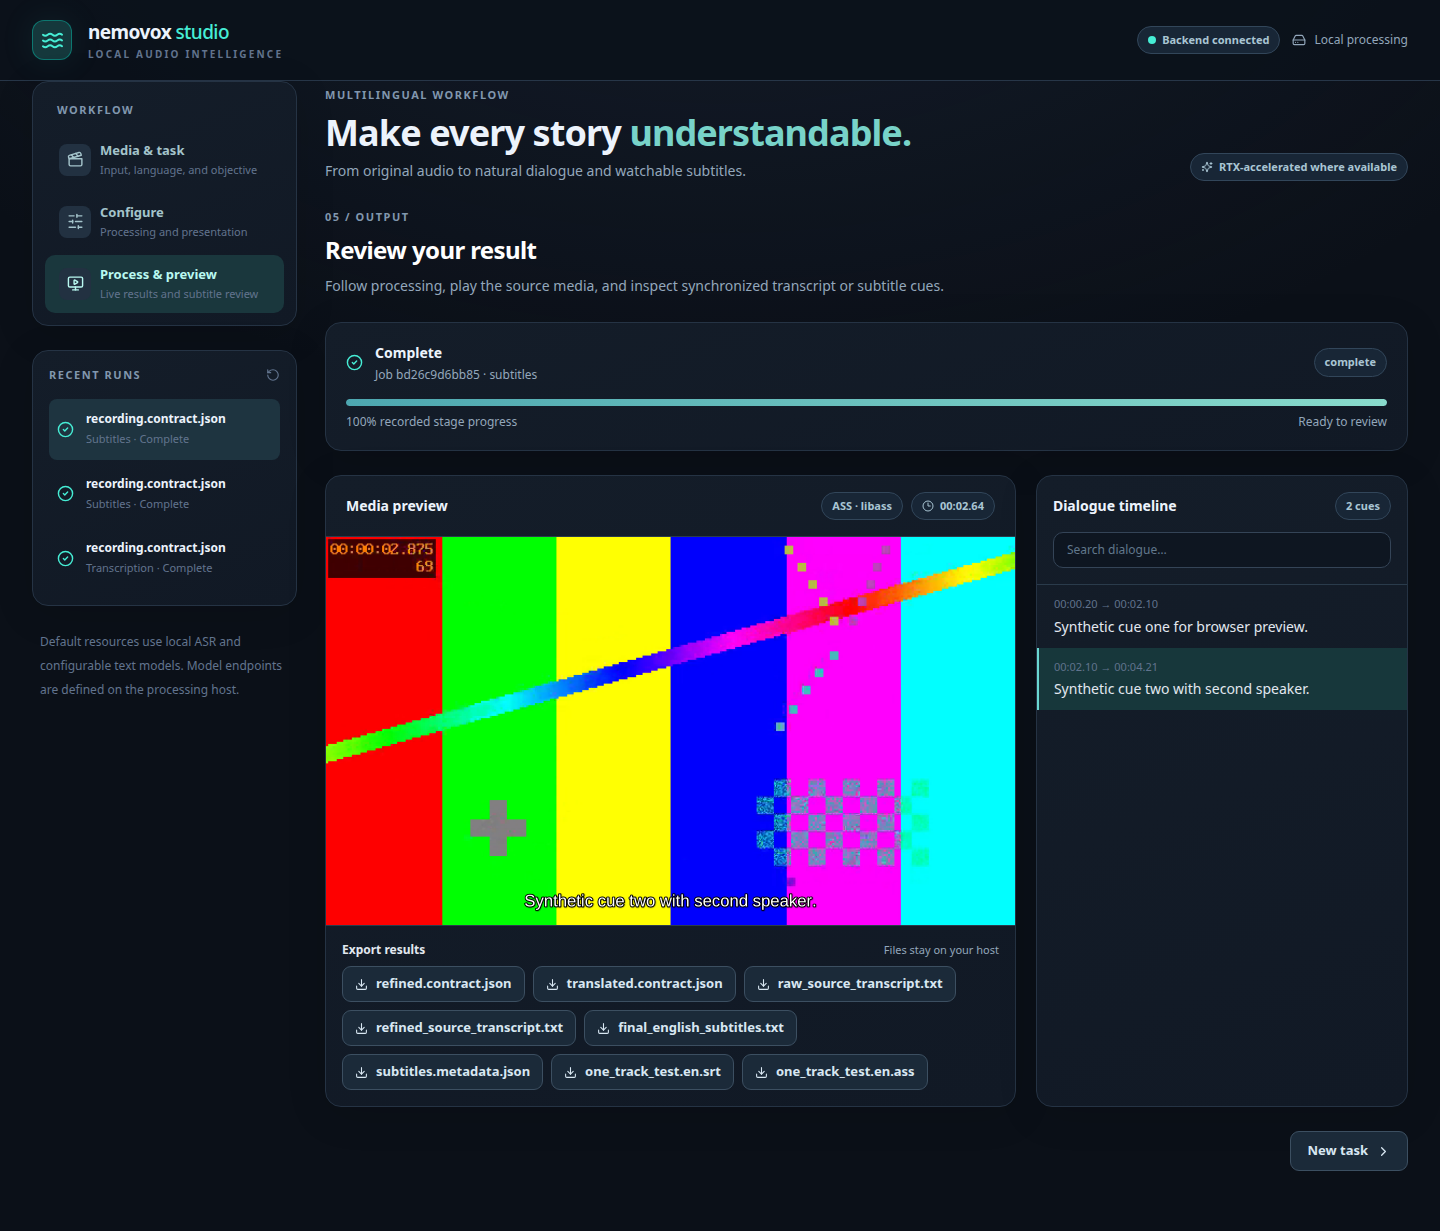 nemovox studio
LOCAL AUDIO INTELLIGENCE
Backend connected
Local processing
WORKFLOW
Media & task
Input, language, and objective
Configure
Processing and presentation
Process & preview
Live results and subtitle review
RECENT RUNS
recording.contract.json
Subtitles · Complete
recording.contract.json
Subtitles · Complete
recording.contract.json
Transcription · Complete
Default resources use local ASR and
configurable text models. Model endpoints
are defined on the processing host.
MULTILINGUAL WORKFLOW
Make every story understandable.
From original audio to natural dialogue and watchable subtitles.
RTX-accelerated where available
05 / OUTPUT
Review your result
Follow processing, play the source media, and inspect synchronized transcript or subtitle cues.
Complete
Job bd26c9d6bb85 · subtitles
complete
100% recorded stage progress
Ready to review
Media preview
ASS · libass
00:02.64
00:00:02.875
69
Synthetic cue two with second speaker.
Export results
Files stay on your host
refined.contract.json
translated.contract.json
raw_source_transcript.txt
refined_source_transcript.txt
final_english_subtitles.txt
subtitles.metadata.json
one_track_test.en.srt
one_track_test.en.ass
Dialogue timeline
2 cues
Search dialogue...
00:00.20 → 00:02.10
Synthetic cue one for browser preview.
00:02.10 → 00:04.21
Synthetic cue two with second speaker.
New task